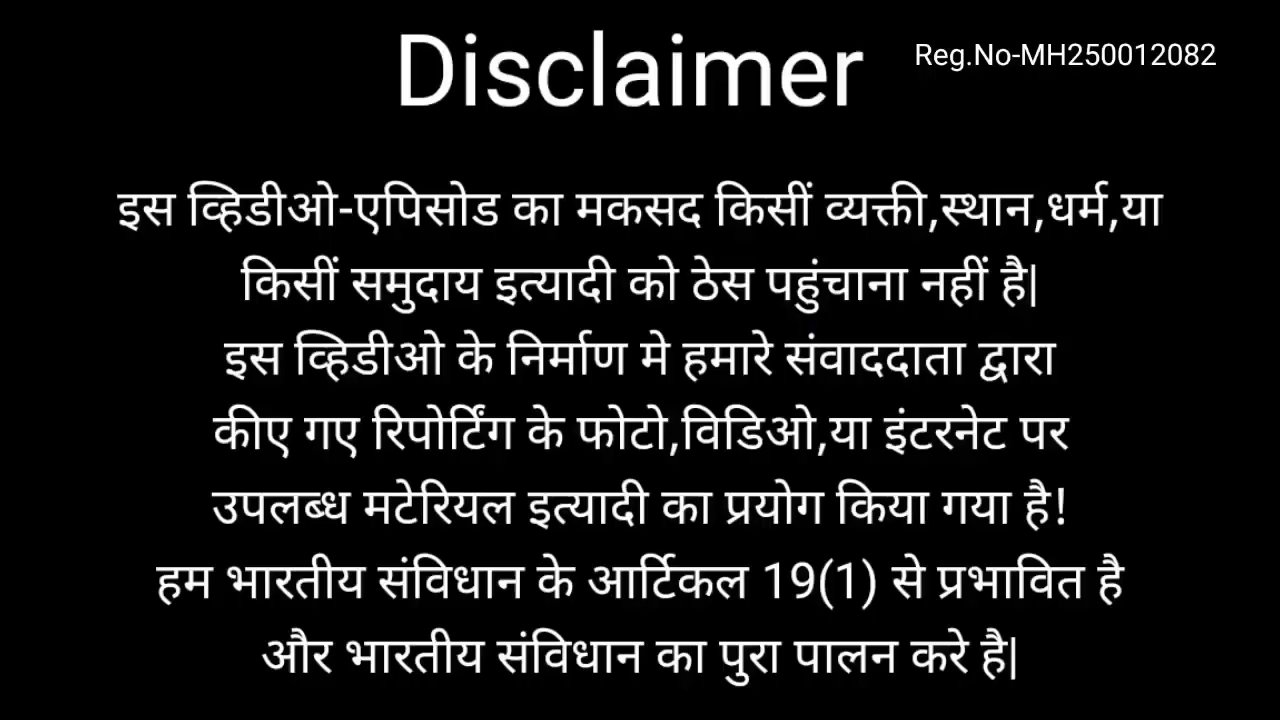 Disclaimer
Reg.No-MH250012082
इस व्हिडीओ-एपिसोड का मकसद किसीं व्यक्ती,स्थान,धर्म,या
किसीं समुदाय इत्यादी को ठेस पहुंचाना नहीं है|
इस व्हिडीओ के निर्माण मे हमारे संवाददाता द्वारा
कीए गए रिपोर्टिंग के फोटो,विडिओ,या इंटरनेट पर
उपलब्ध मटेरियल इत्यादी का प्रयोग किया गया है!
हम भारतीय संविधान के आर्टिकल 19(1) से प्रभावित है
और भारतीय संविधान का पुरा पालन करे है|